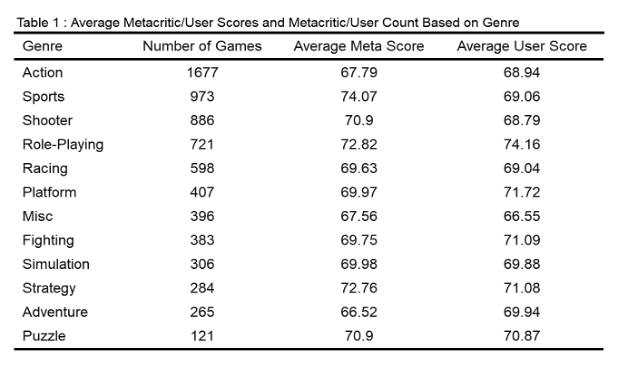 Table 1 : Average Metacritic/User Scores and Metacritic/User Count Based on Genre
Genre Number of Games Average Meta Score Average User Score
Action 1677 67.79 68.94
Sports 973 74.07 69.06
Shooter 886 70.9 68.79
Role-Playing 721 72.82 74.16
Racing 598 69.63 69.04
Platform 407 69.97 71.72
Misc 396 67.56 66.55
Fighting 383 69.75 71.09
Simulation 306 69.98 69.88
Strategy 284 72.76 71.08
Adventure 265 66.52 69.94
Puzzle 121 70.9 70.87